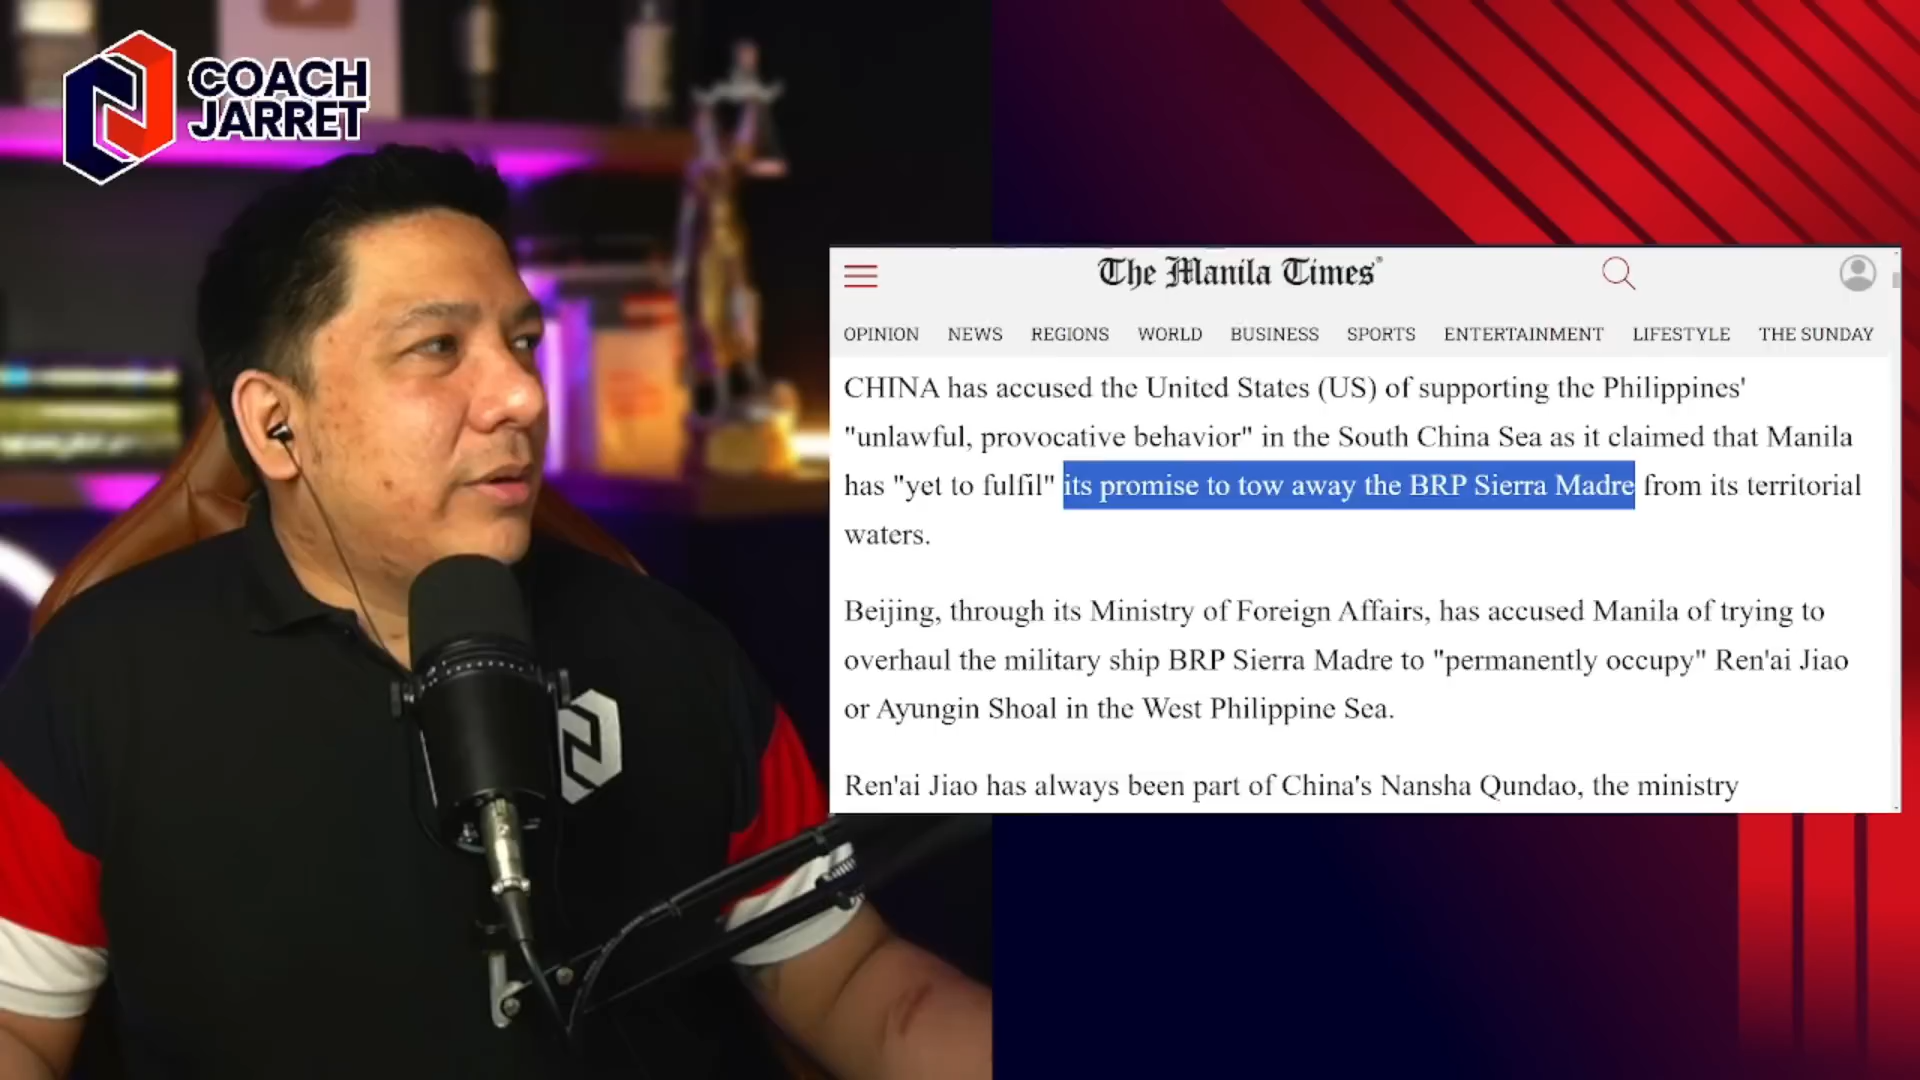 COACH
JARRET
The Manila Times
OPINION NEWS REGIONS WORLD BUSINESS SPORTS ENTERTAINMENT LIFESTYLE THE SUNDAY
CHINA has accused the United States (US) of supporting the Philippines'
"unlawful, provocative behavior" in the South China Sea as it claimed that Manila
has "yet to fulfil" its promise to tow away the BRP Sierra Madre from its territorial
waters.
Beijing, through its Ministry of Foreign Affairs, has accused Manila of trying to
overhaul the military ship BRP Sierra Madre to "permanently occupy" Ren'ai Jiao
or Ayungin Shoal in the West Philippine Sea.
Ren'ai Jiao has always been part of China's Nansha Qundao, the ministry